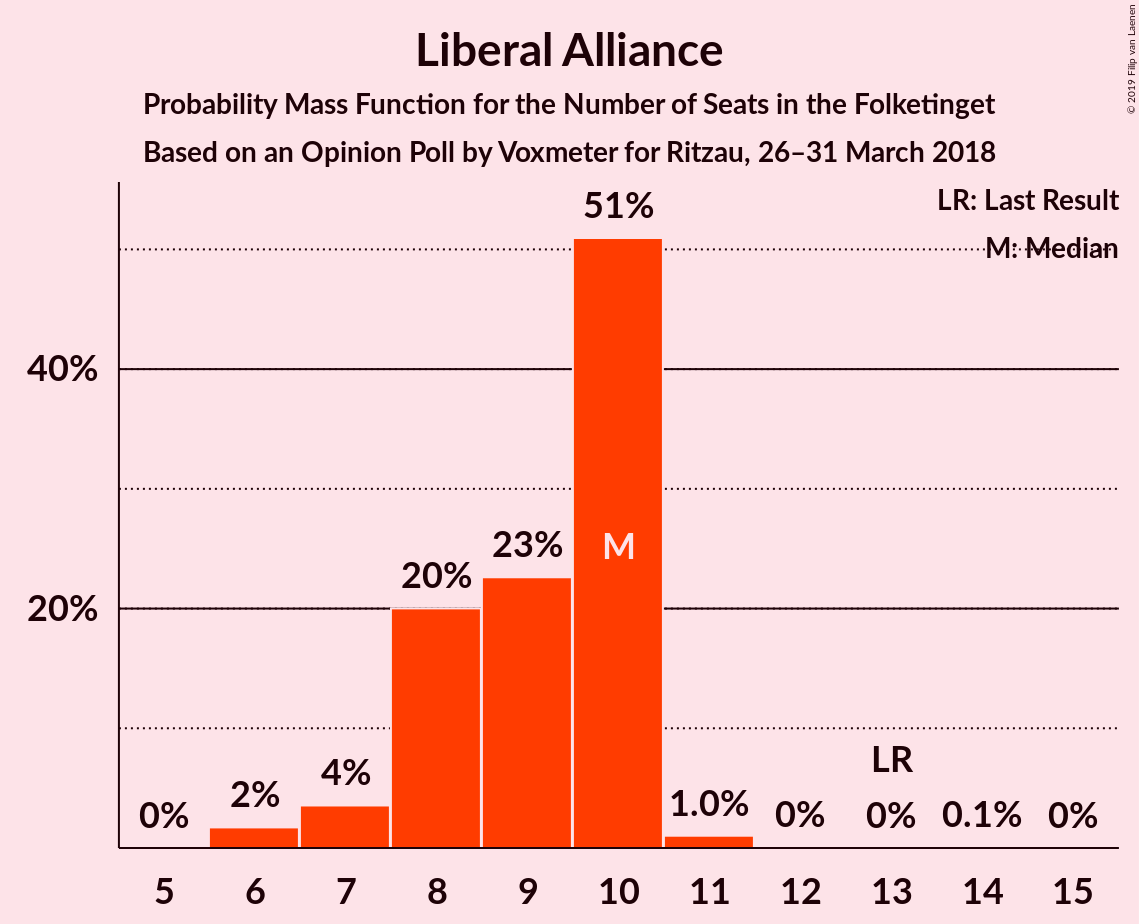 Liberal Alliance
Probability Mass Function for the Number of Seats in the Folketinget
Based on an Opinion Poll by Voxmeter for Ritzau, 26–31 March 2018
© 2019 Filip van Laenen
LR: Last Result
M: Median
51%
40%
23%
M
20%
20%
LR
4%
2%
1.0%
0%
0%
0%
0.1%
0%
5 6 7 8 9 10 11 12 13 14 15